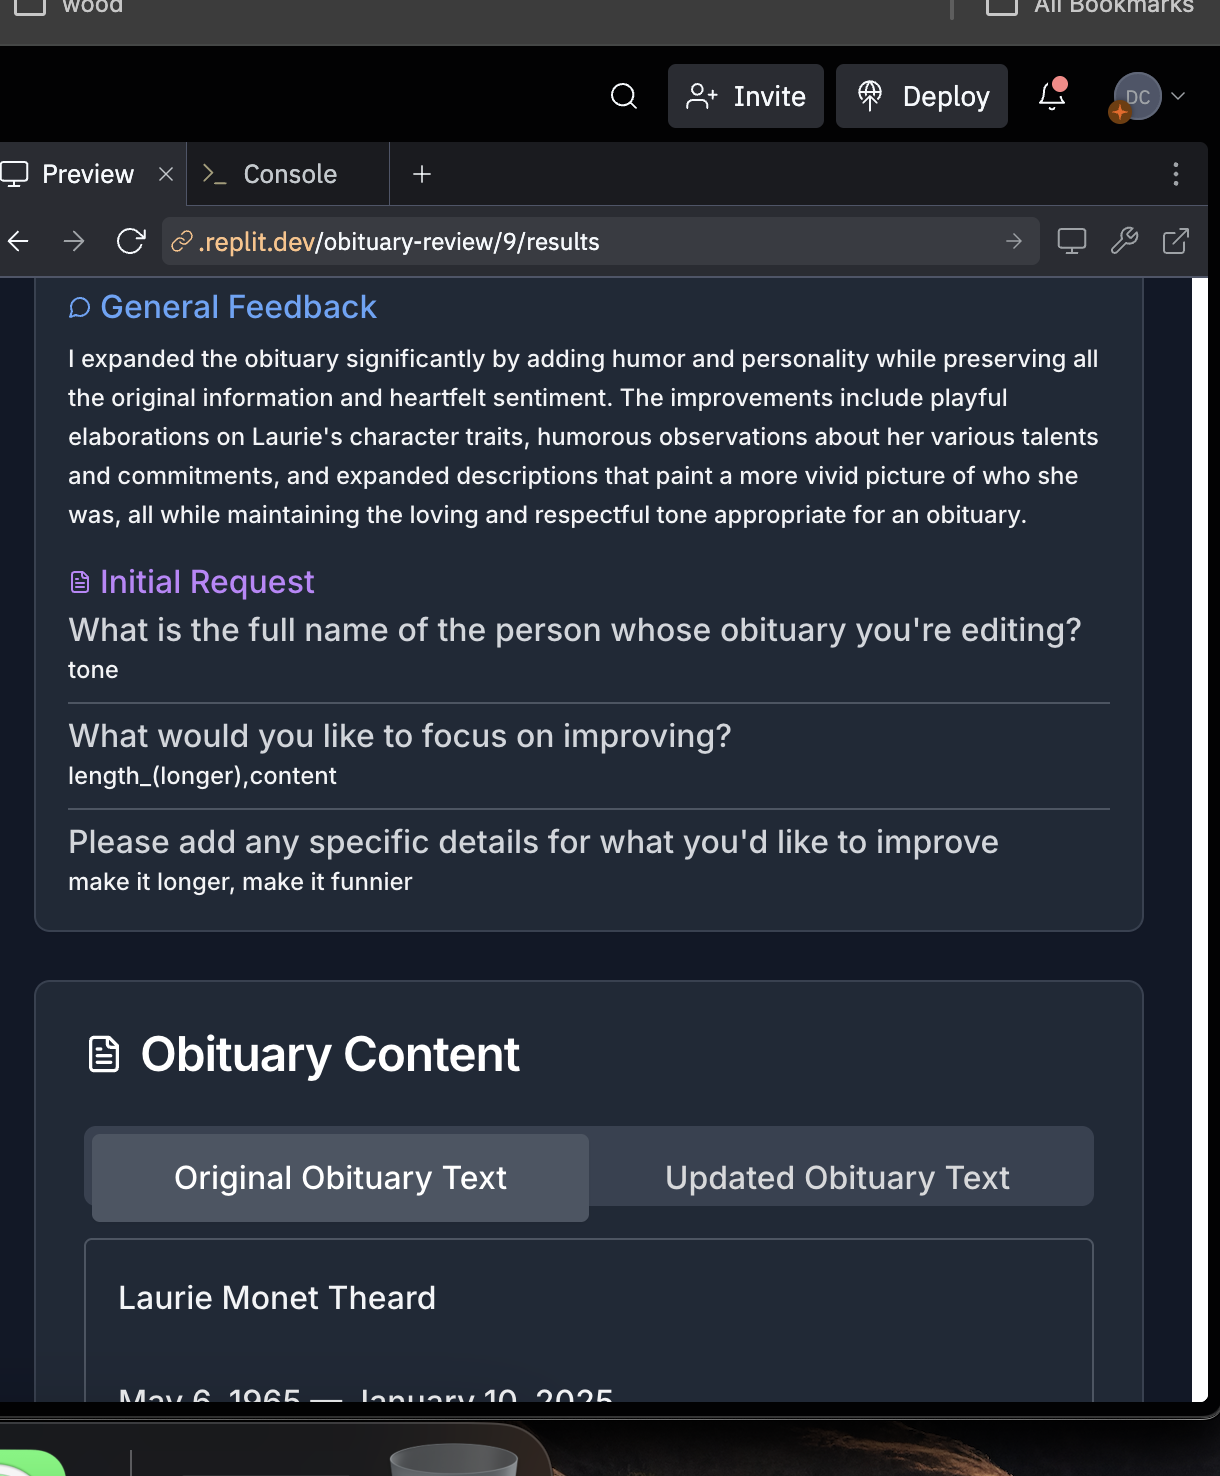 wood
All Bookmarks
Invite
Deploy
DC
Preview
Console
.replit.dev/obituary-review/9/results
General Feedback
I expanded the obituary significantly by adding humor and personality while preserving all
the original information and heartfelt sentiment. The improvements include playful
elaborations on Laurie's character traits, humorous observations about her various talents
and commitments, and expanded descriptions that paint a more vivid picture of who she
was, all while maintaining the loving and respectful tone appropriate for an obituary.
Initial Request
What is the full name of the person whose obituary you're editing?
tone
What would you like to focus on improving?
length_(longer),content
Please add any specific details for what you'd like to improve
make it longer, make it funnier
Obituary Content
Original Obituary Text
Updated Obituary Text
Laurie Monet Theard
May 6, 1965 — January 10, 2025